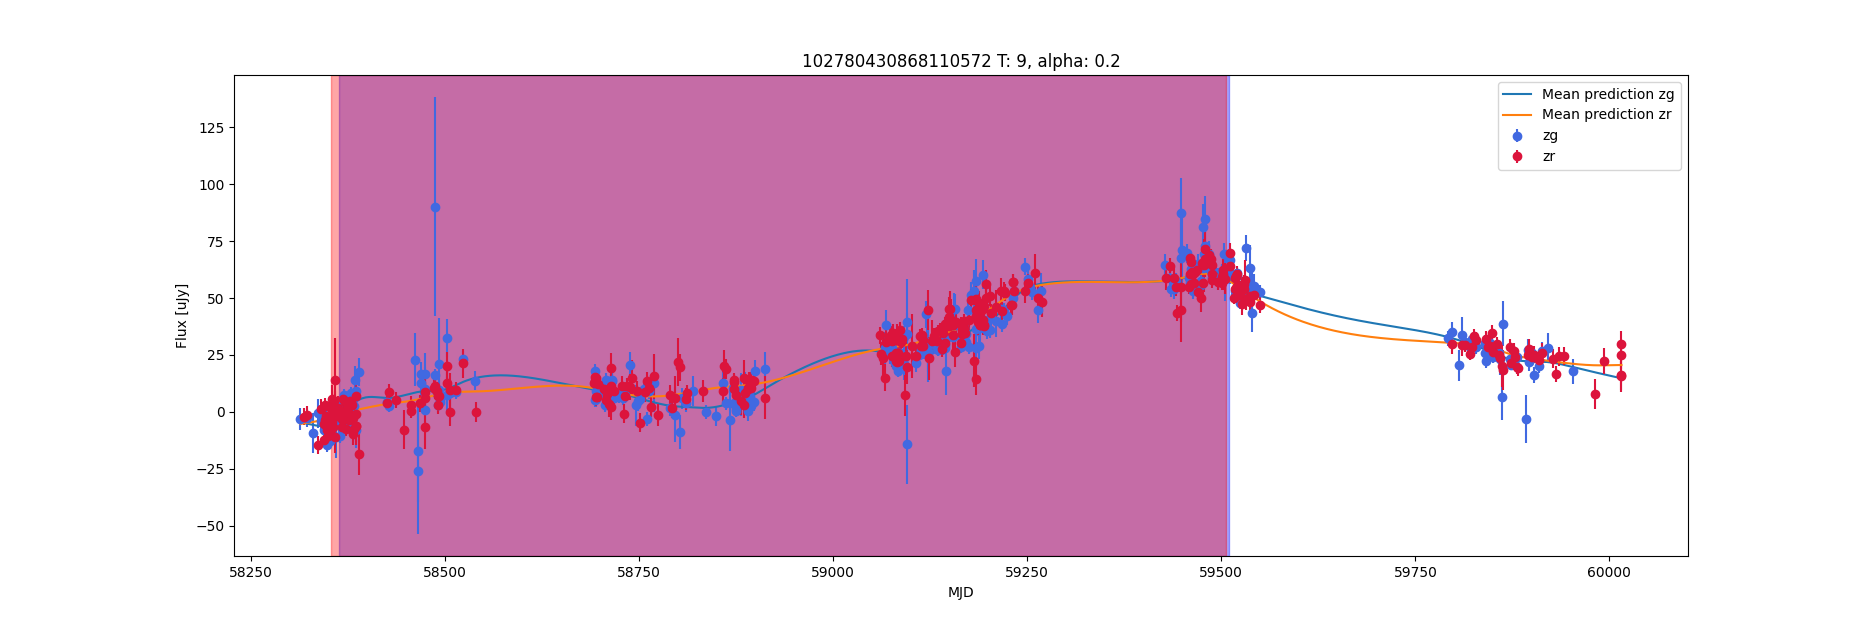 102780430868110572 T: 9, alpha: 0.2
Mean prediction zg
Mean prediction zr
zg
zr
Flux [uJy]
125
100
75
50
25
0
−25
−50
58250
58500
58750
59000
59250
59500
59750
60000
MJD